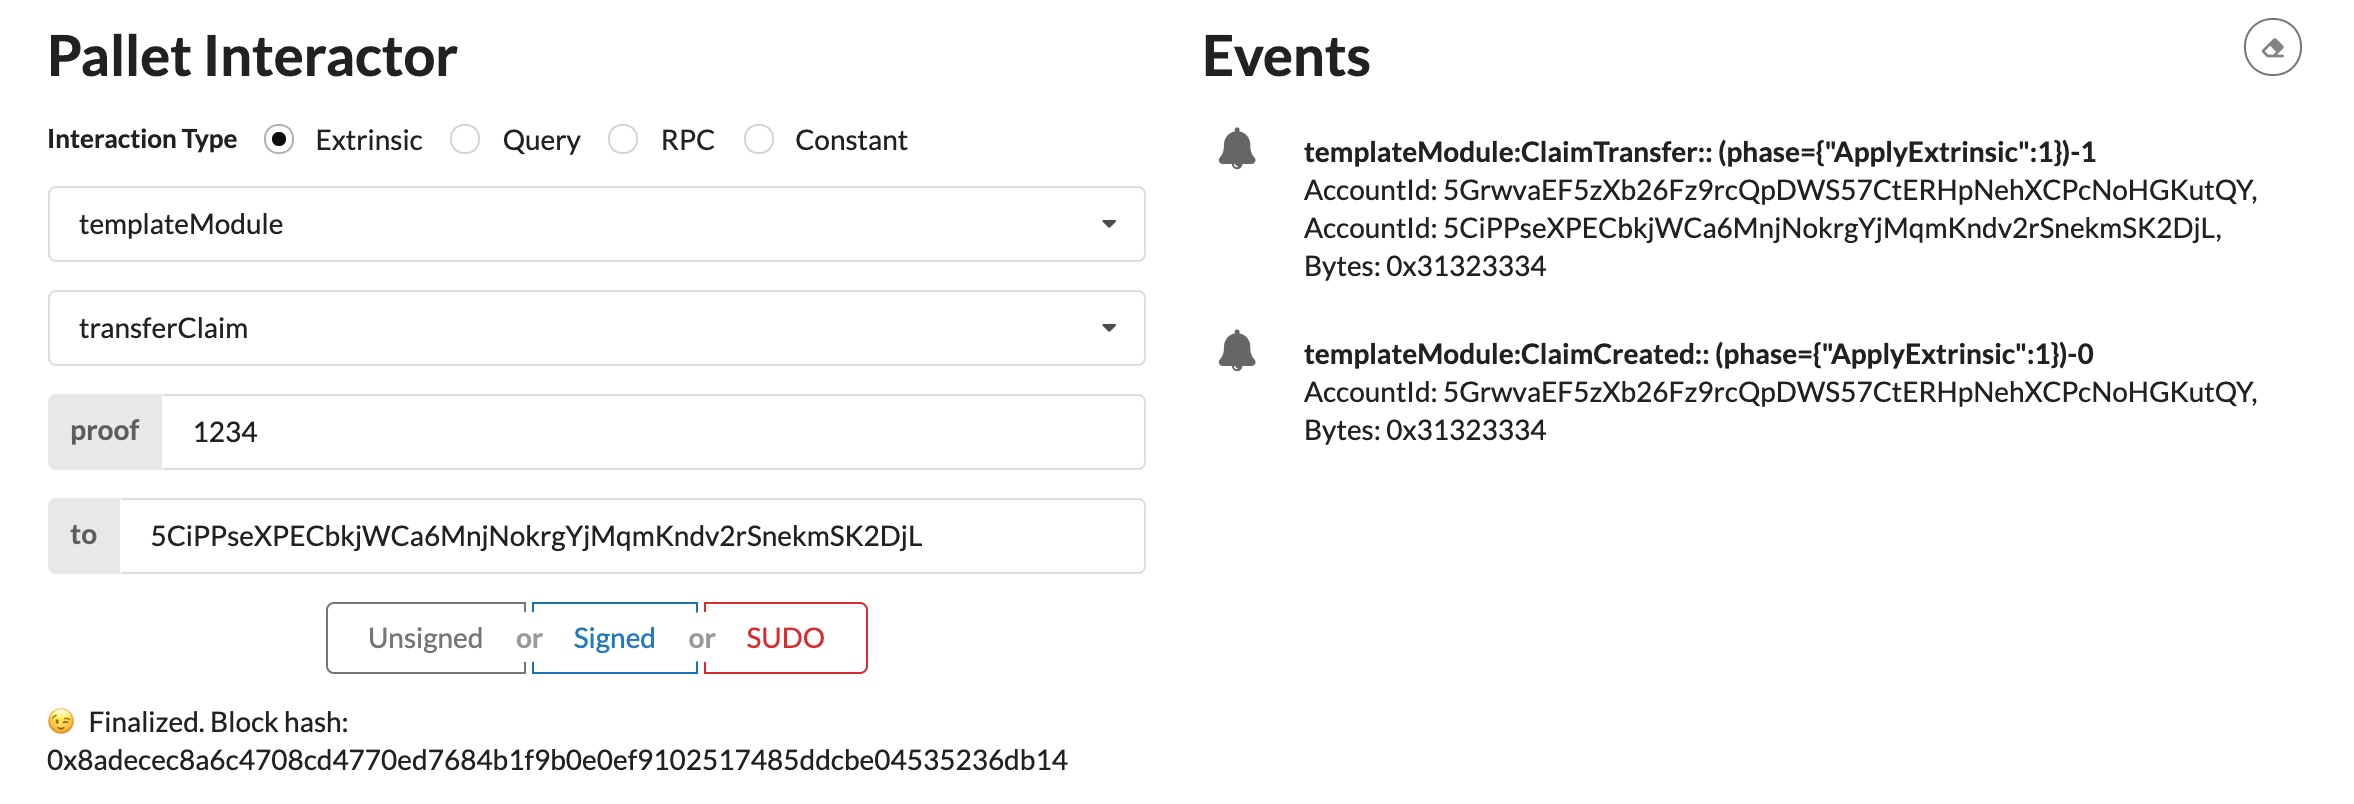 Pallet Interactor
Interaction Type Extrinsic Query RPC Constant
templateModule
transferClaim
proof 1234
to 5CiPPseXPECbkjWCa6MnjNokrgYjMqmKndv2rSnekmSK2DjL
Unsigned or Signed or SUDO
😉 Finalized. Block hash:
0x8adecec8a6c4708cd4770ed7684b1f9b0e0ef9102517485ddcbe04535236db14
Events
templateModule:ClaimTransfer:: (phase={"ApplyExtrinsic":1})-1
AccountId: 5GrwvaEF5zXb26Fz9rcQpDWS57CtERHpNehXCPcNoHGKutQY,
AccountId: 5CiPPseXPECbkjWCa6MnjNokrgYjMqmKndv2rSnekmSK2DjL,
Bytes: 0x31323334
templateModule:ClaimCreated:: (phase={"ApplyExtrinsic":1})-0
AccountId: 5GrwvaEF5zXb26Fz9rcQpDWS57CtERHpNehXCPcNoHGKutQY,
Bytes: 0x31323334